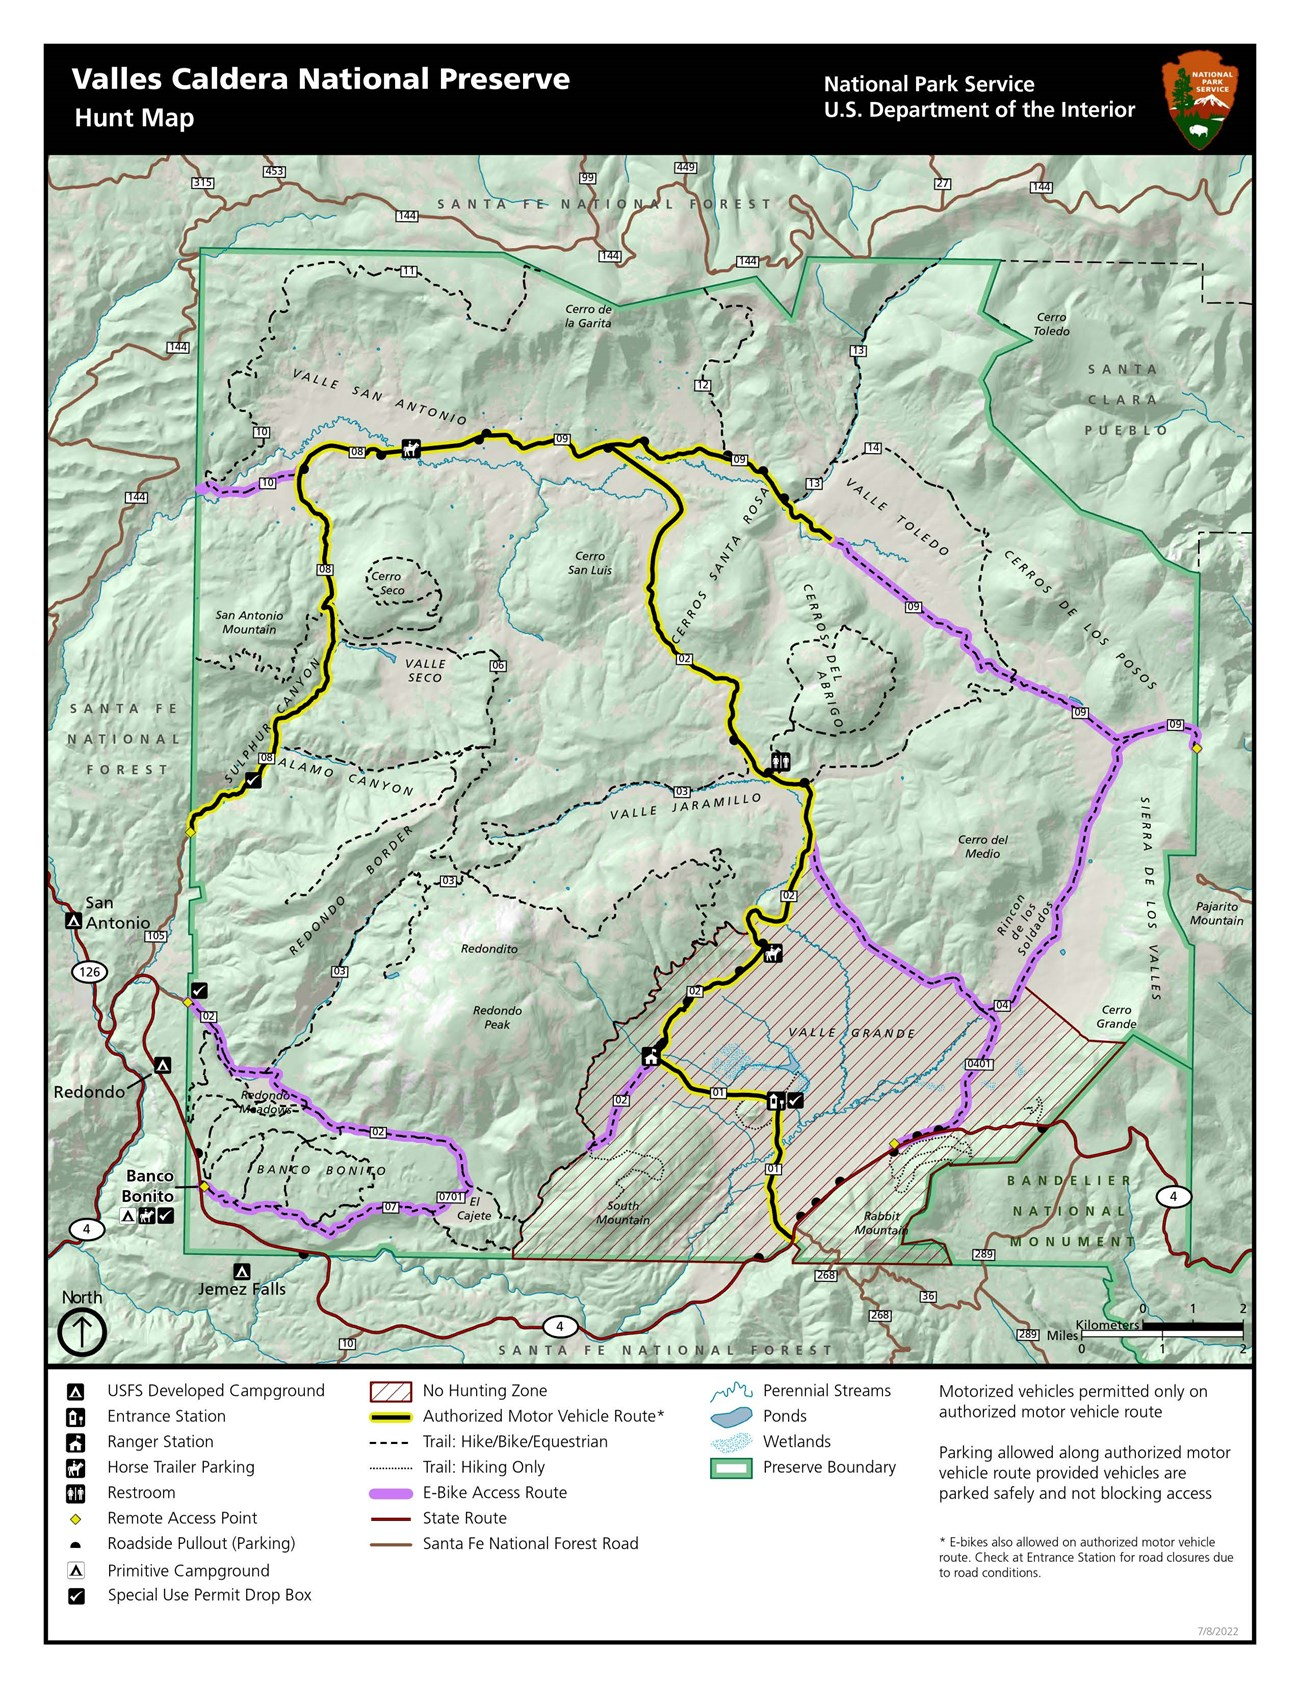 Valles Caldera National Preserve
Hunt Map
National Park Service
U.S. Department of the Interior
NATIONAL
PARK
SERVICE
315
453
99
449
27
144
144
SANTA FE NATIONAL FOREST
144
144
11
Cerro de
la Garita
Cerro
Toledo
144
13
SANTA
CLARA
PUEBLO
VALLE SAN ANTONIO
12
10
08
09
09
14
10
13
144
VALLE TOLEDO
CERROS SANTA ROSA
Cerro
San Luis
08
Cerro
Seco
CERROS DE LOS POSOS
CERROS DEL ABRIGO
09
San Antonio
Mountain
VALLE
SECO
06
02
SANTA FE
NATIONAL
FOREST
SULPHUR CANYON
09
09
08
ALAMO CANYON
03
VALLE JARAMILLO
REDONDO BORDER
Cerro del
Medio
SIERRA DE LOS VALLES
03
02
San
Antonio
105
Rincon
de los
Soldados
Pajarito
Mountain
Redondito
126
03
02
04
Redondo
Peak
02
VALLE GRANDE
Cerro
Grande
0401
Redondo
Redondo
Meadows
01
02
02
BANCO BONITO
01
Banco
Bonito
0701
07
El
Cajete
South
Mountain
Rabbit
Mountain
BANDELIER
NATIONAL
MONUMENT
4
4
289
268
Jemez Falls
North
36
268
289
4
10
SANTA FE NATIONAL FOREST
0 1 2
Kilometers
Miles
0 1 2
USFS Developed Campground
Entrance Station
Ranger Station
Horse Trailer Parking
Restroom
Remote Access Point
Roadside Pullout (Parking)
Primitive Campground
Special Use Permit Drop Box
No Hunting Zone
Authorized Motor Vehicle Route*
Trail: Hike/Bike/Equestrian
Trail: Hiking Only
E-Bike Access Route
State Route
Santa Fe National Forest Road
Perennial Streams
Ponds
Wetlands
Preserve Boundary
Motorized vehicles permitted only on
authorized motor vehicle route
Parking allowed along authorized motor
vehicle route provided vehicles are
parked safely and not blocking access
* E-bikes also allowed on authorized motor vehicle
route. Check at Entrance Station for road closures due
to road conditions.
7/8/2022